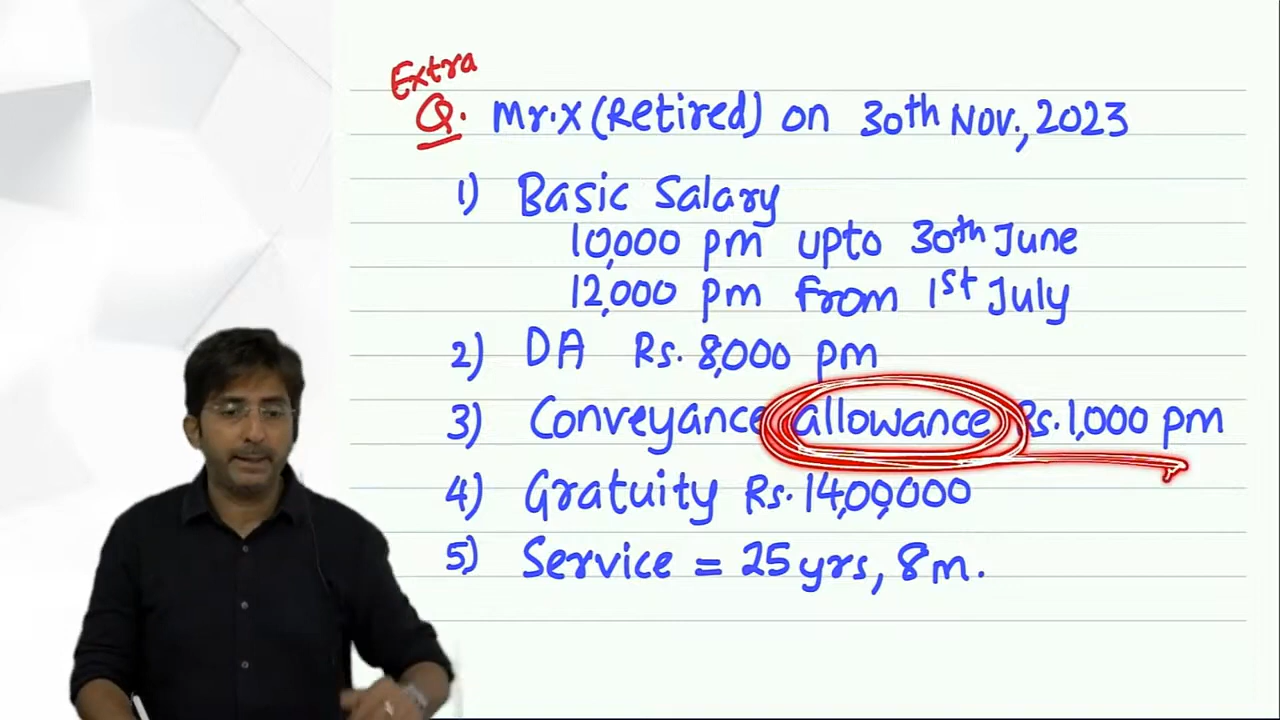 Extra
Q. Mr.X (Retired) on 30th Nov., 2023
1) Basic Salary
10,000 pm upto 30th June
12,000 pm from 1st July
2) DA Rs. 8,000 pm
3) Conveyance allowance Rs. 1,000 pm
4) Gratuity Rs. 14,00,000
5) Service = 25 yrs, 8 m.